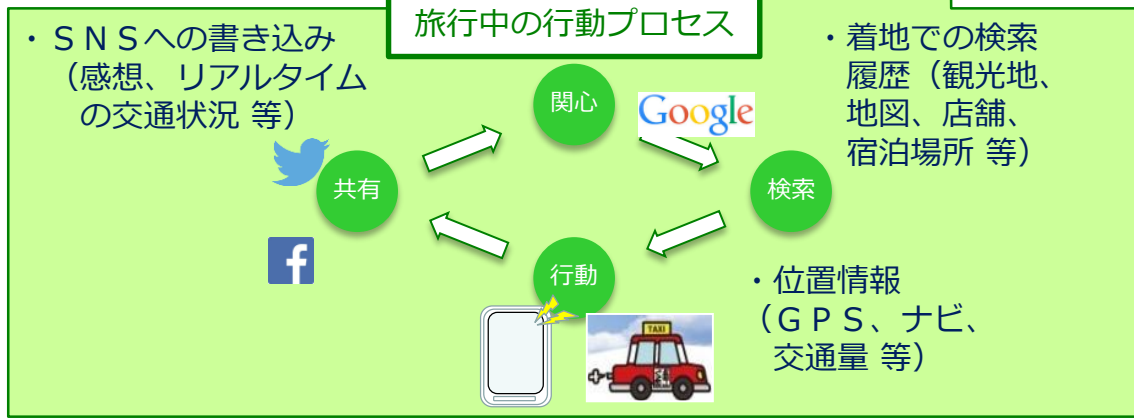 旅行中の行動プロセス
・ＳＮＳへの書き込み
（感想、リアルタイム
の交通状況 等）
・着地での検索
履歴（観光地、
地図、店舗、
宿泊場所 等）
関心
Google
共有
検索
f
行動
TAXI
・位置情報
（ＧＰＳ、ナビ、
交通量 等）